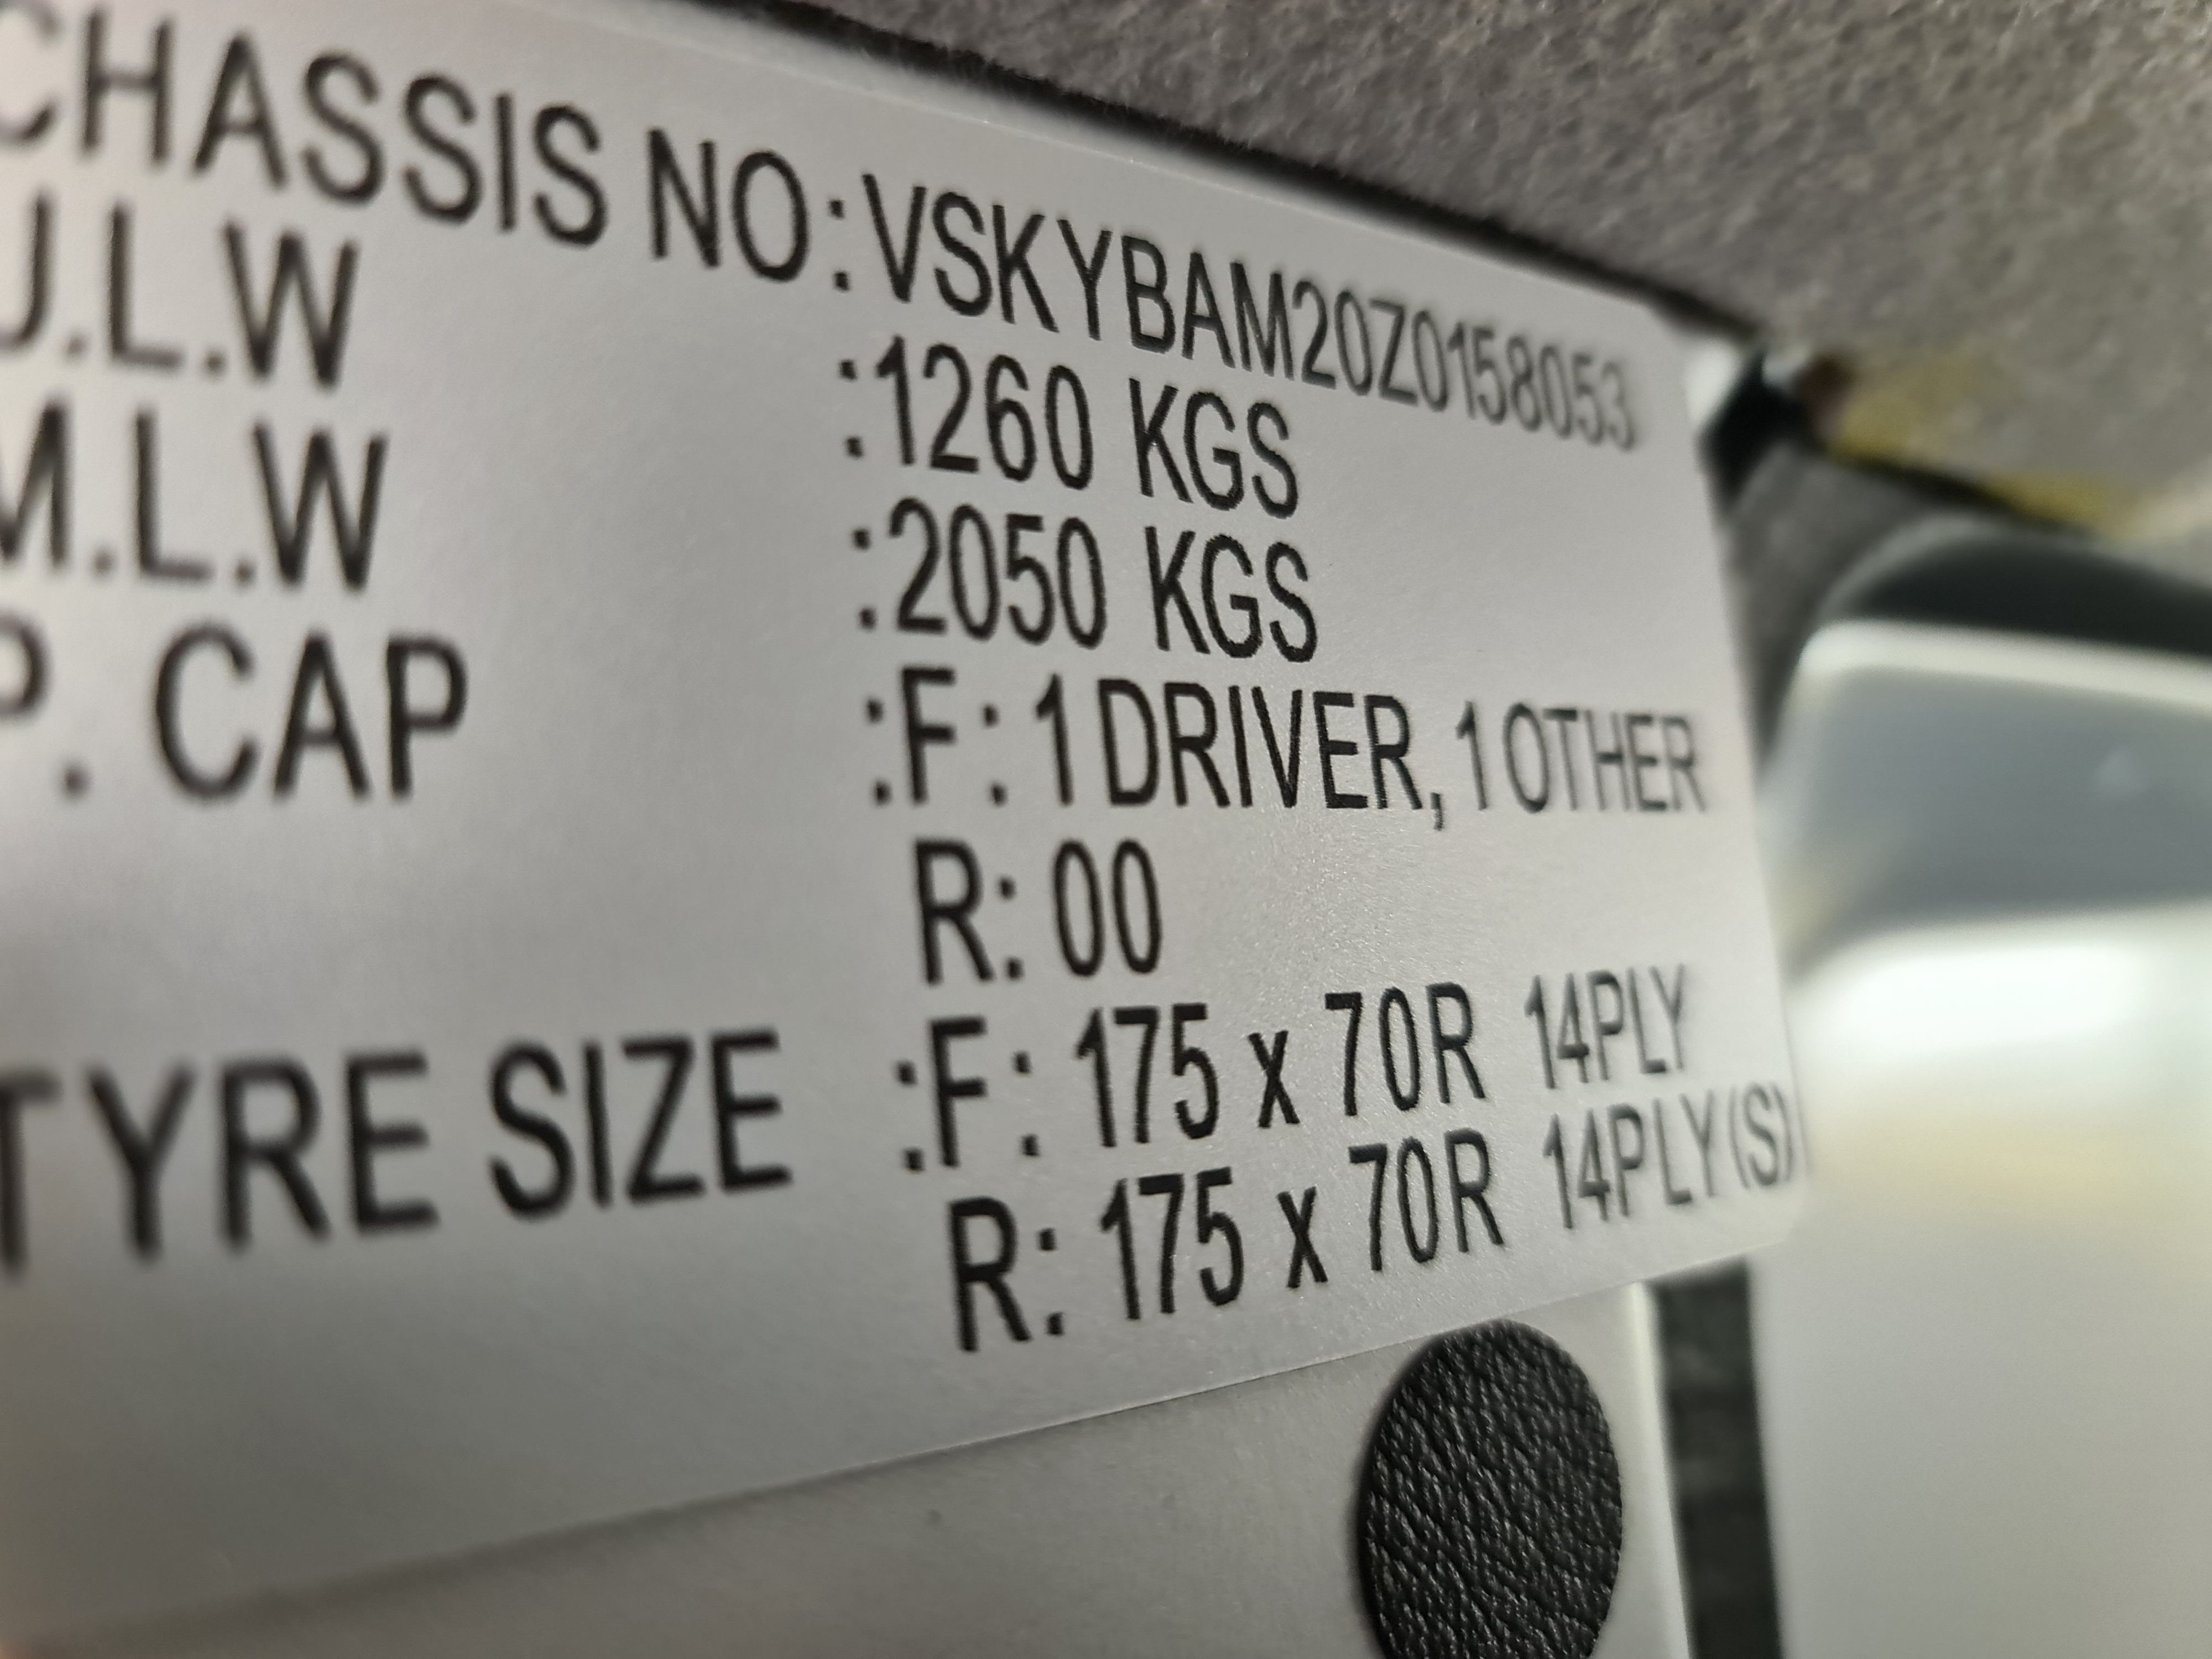 CHASSIS NO:VSKYBAM20Z0158053
U.L.W :1260 KGS
M.L.W :2050 KGS
P. CAP :F: 1 DRIVER, 1 OTHER
R: 00
TYRE SIZE :F: 175 x 70R 14PLY
R: 175 x 70R 14PLY(S)